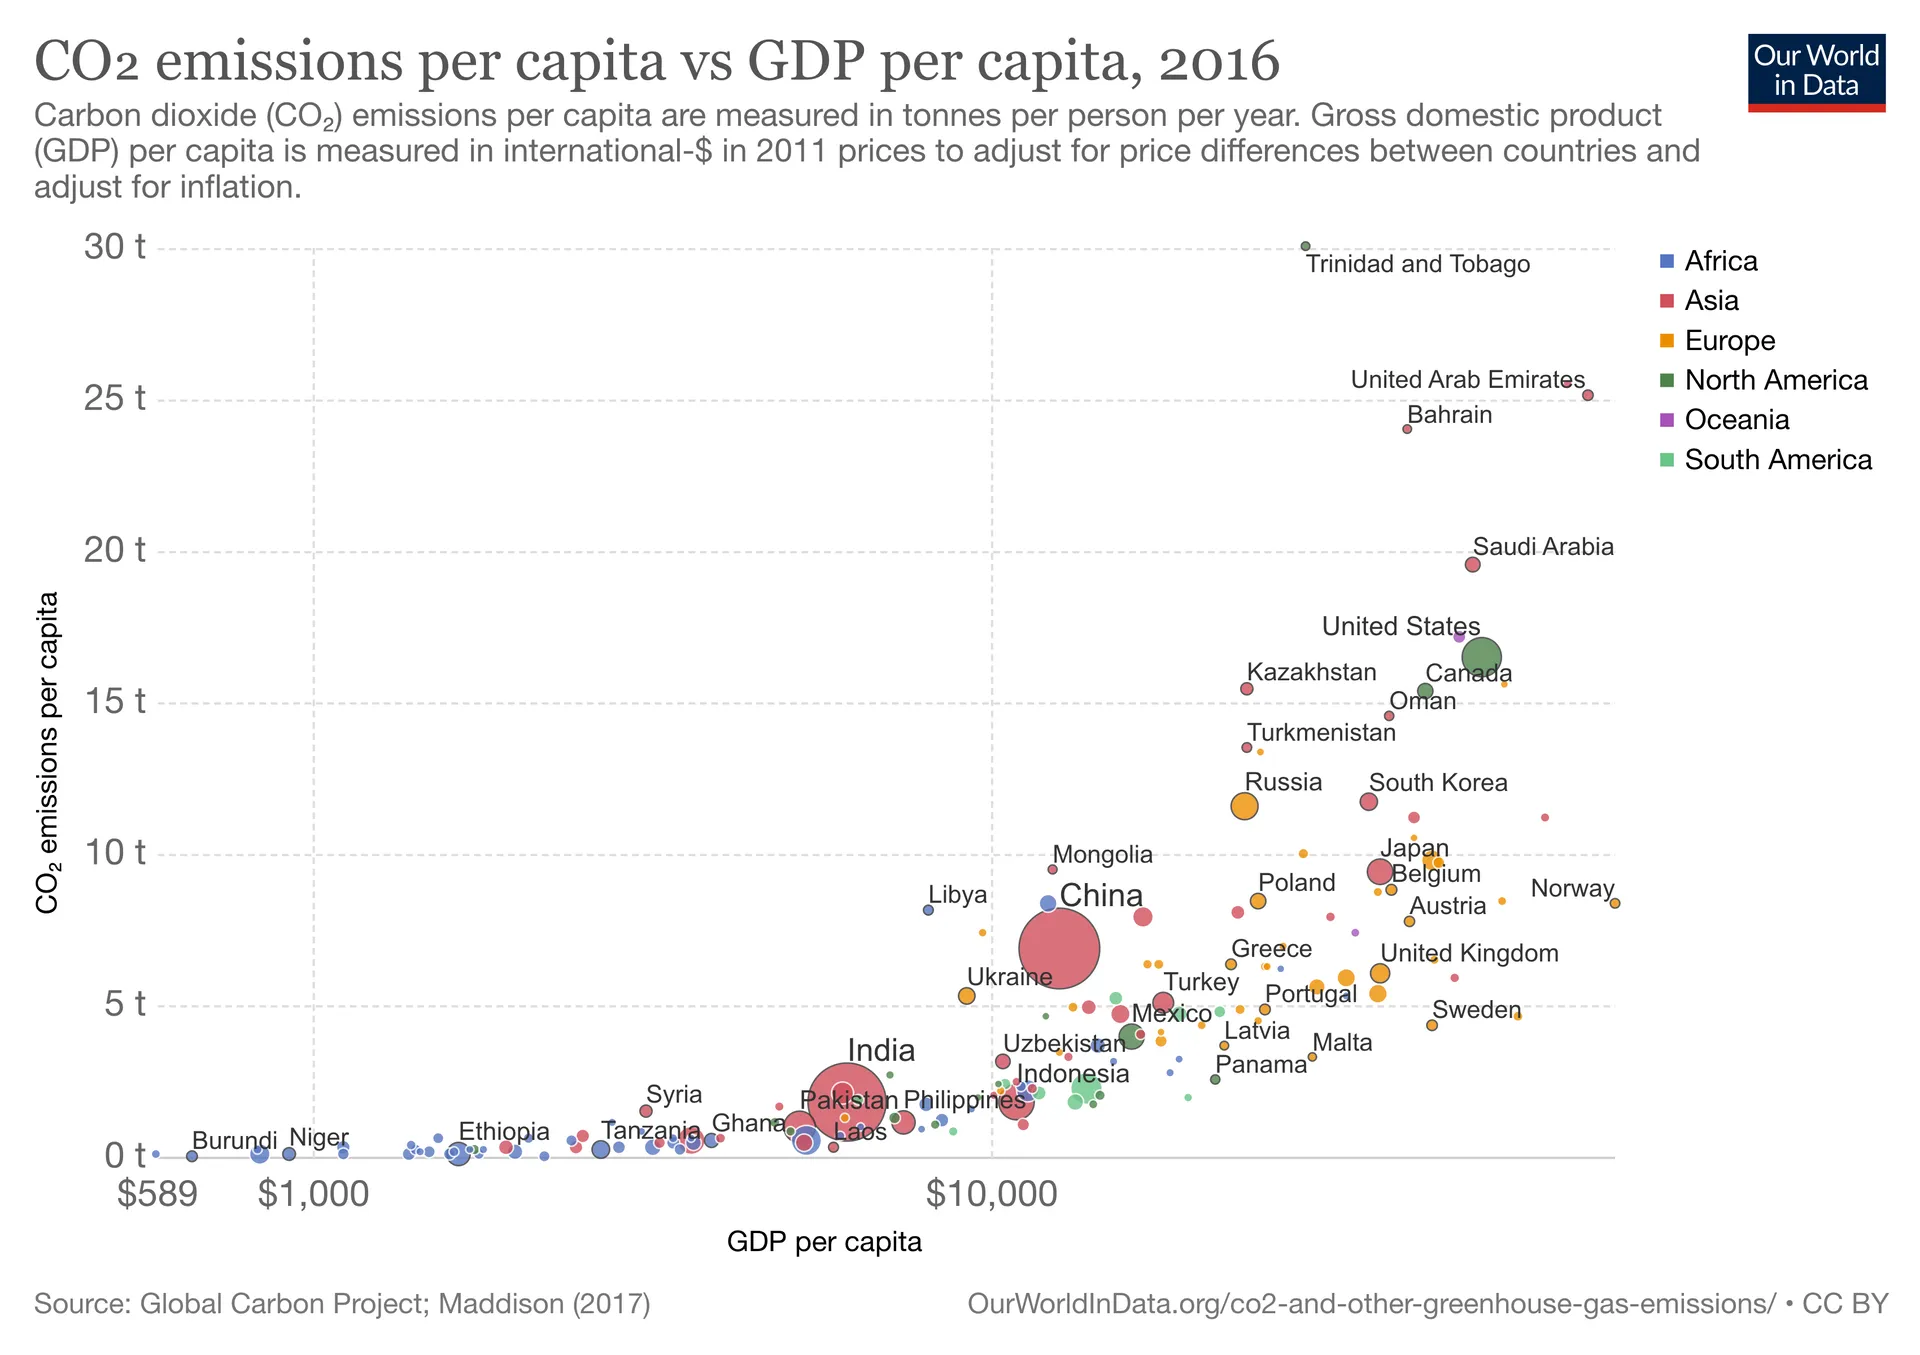 CO2 emissions per capita vs GDP per capita, 2016
Our World
in Data
Carbon dioxide (CO₂) emissions per capita are measured in tonnes per person per year. Gross domestic product
(GDP) per capita is measured in international-$ in 2011 prices to adjust for price differences between countries and
adjust for inflation.
30 t
25 t
20 t
15 t
10 t
5 t
0 t
CO₂ emissions per capita
Trinidad and Tobago
United Arab Emirates
Bahrain
Saudi Arabia
United States
Kazakhstan
Canada
Oman
Turkmenistan
Russia
South Korea
Japan
Mongolia
Belgium
Poland
Norway
Libya
China
Austria
Greece
United Kingdom
Ukraine
Turkey
Portugal
Sweden
Mexico
Latvia
Malta
Uzbekistan
India
Panama
Indonesia
Syria
Pakistan
Philippines
Ghana
Tanzania
Laos
Ethiopia
Niger
Burundi
$589
$1,000
$10,000
GDP per capita
Africa
Asia
Europe
North America
Oceania
South America
Source: Global Carbon Project; Maddison (2017)
OurWorldInData.org/co2-and-other-greenhouse-gas-emissions/ • CC BY